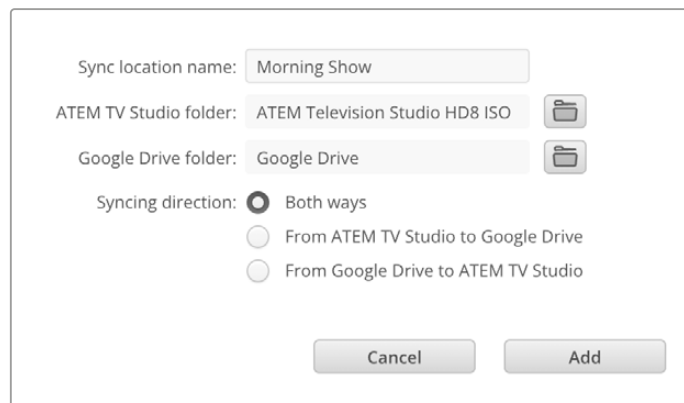 Sync location name: Morning Show
ATEM TV Studio folder: ATEM Television Studio HD8 ISO
Google Drive folder: Google Drive
Syncing direction: Both ways
From ATEM TV Studio to Google Drive
From Google Drive to ATEM TV Studio
Cancel Add